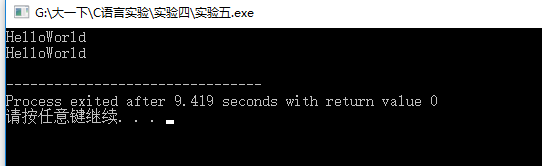 G:\大一下\C语言实验\实验四\实验五.exe
HelloWorld
HelloWorld
--------------------------------
Process exited after 9.419 seconds with return value 0
请按任意键继续. . .